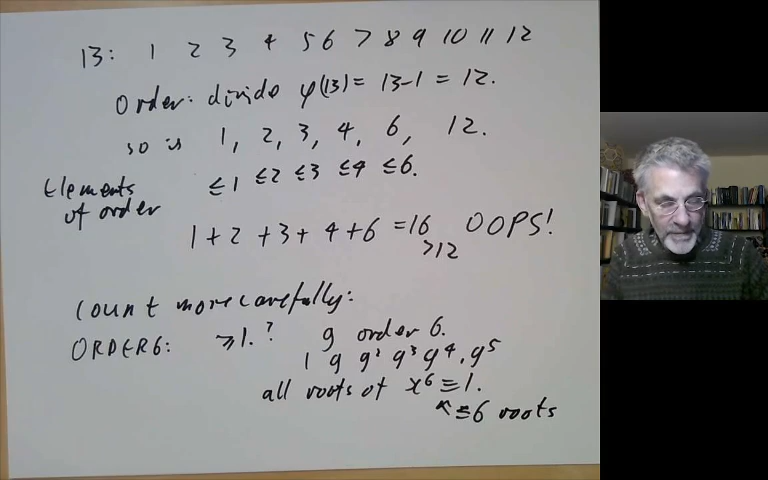 13: 1 2 3 4 5 6 7 8 9 10 11 12
Order: divide φ(13) = 13-1 = 12.
so is 1, 2, 3, 4, 6, 12.
Elements of order ≤1 ≤2 ≤3 ≤4 ≤6.
1+2+3+4+6 = 16 OOPS!
>12
Count more carefully:
ORDER 6: ≥1.? g order 6.
1 g g² g³ g⁴, g⁵
all roots of x⁶ ≡ 1.
≤6 roots